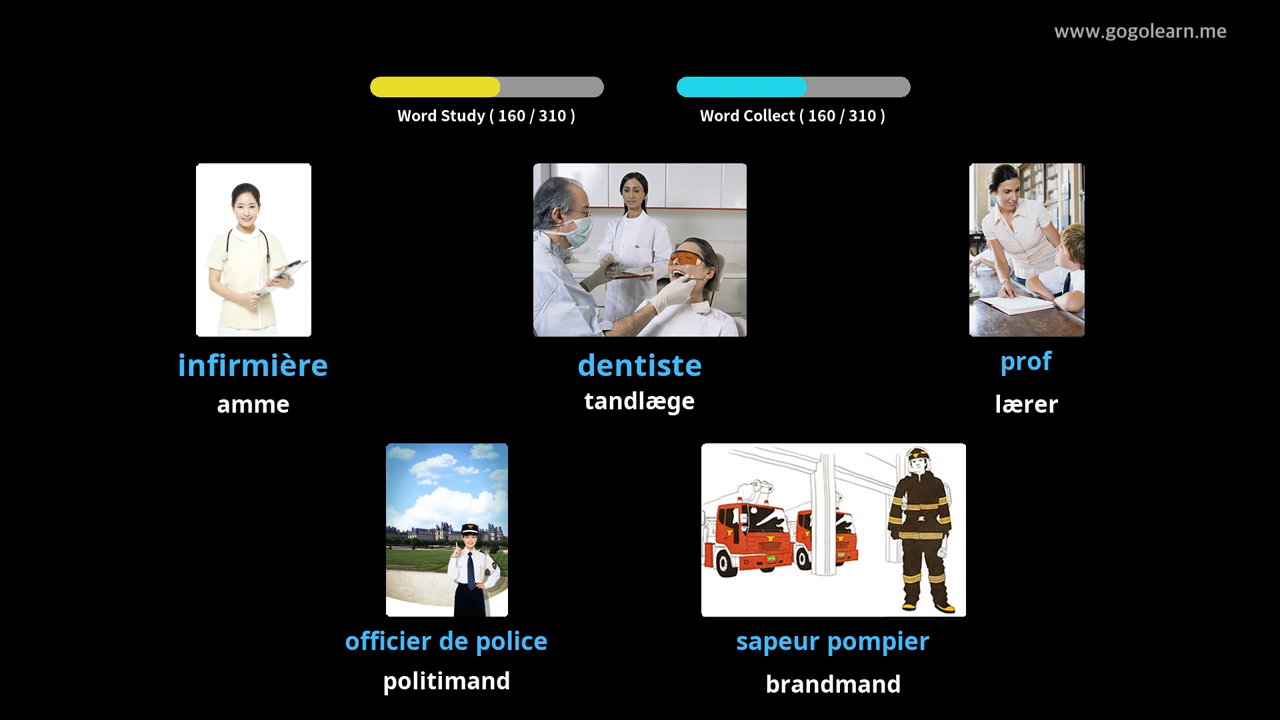 www.gogolearn.me
Word Study ( 160 / 310 )
Word Collect ( 160 / 310 )
infirmière
amme
dentiste
tandlæge
prof
lærer
officier de police
politimand
sapeur pompier
brandmand